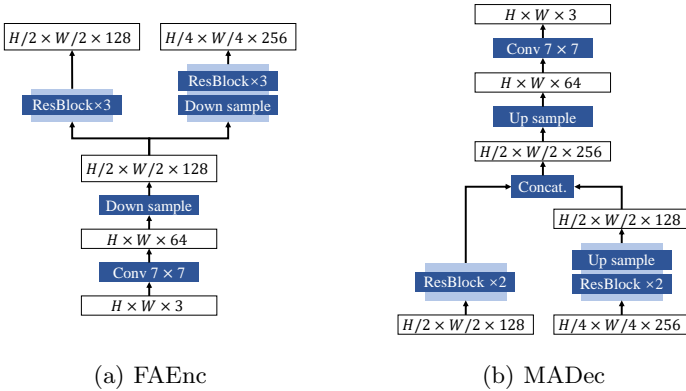 H/2 × W/2 × 128
H/4 × W/4 × 256
ResBlock×3
ResBlock×3
Down sample
H/2 × W/2 × 128
Down sample
H × W × 64
Conv 7 × 7
H × W × 3
(a) FAEnc
H × W × 3
Conv 7 × 7
H × W × 64
Up sample
H/2 × W/2 × 256
Concat.
H/2 × W/2 × 128
Up sample
ResBlock ×2
ResBlock ×2
H/2 × W/2 × 128
H/4 × W/4 × 256
(b) MADec